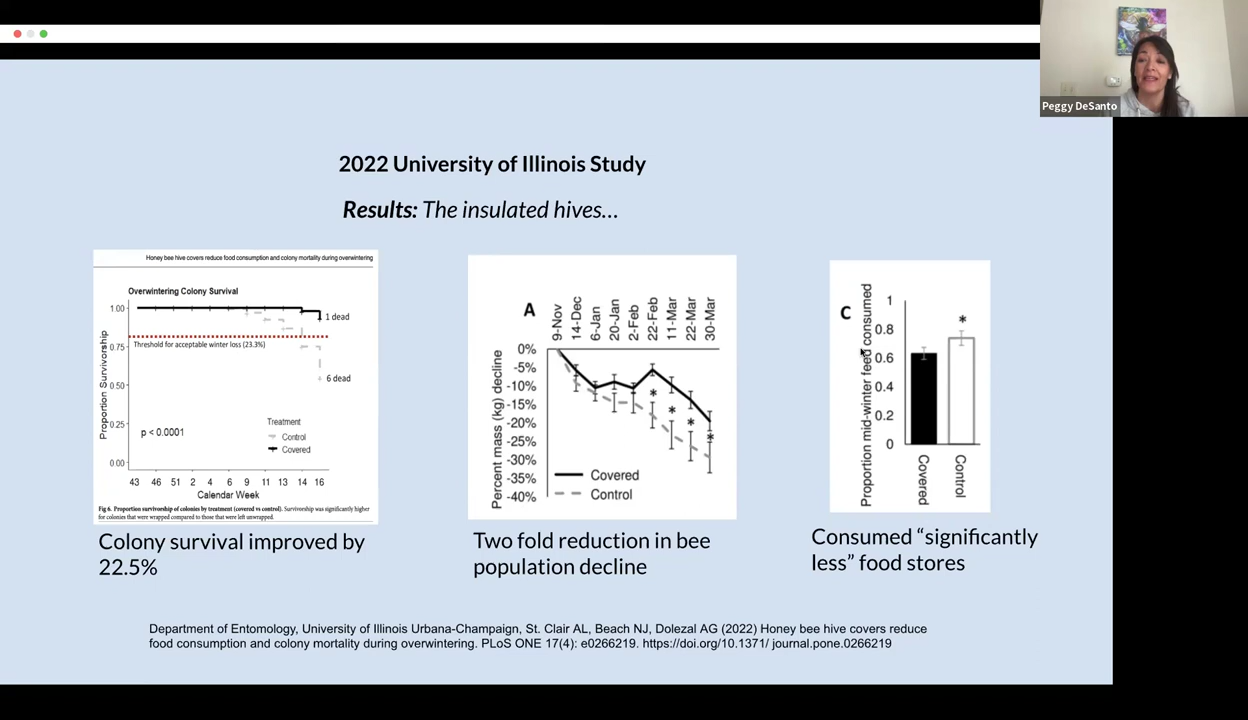 Peggy DeSanto
2022 University of Illinois Study
Results: The insulated hives...
Honey bee hive covers reduce food consumption and colony mortality during overwintering
Overwintering Colony Survival
Proportion Survivorship
1.00
0.75
0.50
0.25
0.00
1 dead
Threshold for acceptable winter loss (23.3%)
6 dead
p < 0.0001
Treatment
Control
Covered
43 46 51 2 4 6 9 11 13 14 16
Calendar Week
Fig 6. Proportion survivorship of colonies by treatment (covered vs control). Survivorship was significantly higher
for colonies that were wrapped compared to those that were left unwrapped.
Colony survival improved by
22.5%
A
9-Nov
14-Dec
6-Jan
20-Jan
2-Feb
22-Feb
11-Mar
22-Mar
30-Mar
Percent mass (kg) decline
0%
-5%
-10%
-15%
-20%
-25%
-30%
-35%
-40%
* * * *
Covered
Control
Two fold reduction in bee
population decline
C
Proportion mid-winter feed consumed
1
0.8
0.6
0.4
0.2
0
*
Covered
Control
Consumed “significantly
less” food stores
Department of Entomology, University of Illinois Urbana-Champaign, St. Clair AL, Beach NJ, Dolezal AG (2022) Honey bee hive covers reduce
food consumption and colony mortality during overwintering. PLoS ONE 17(4): e0266219. https://doi.org/10.1371/ journal.pone.0266219